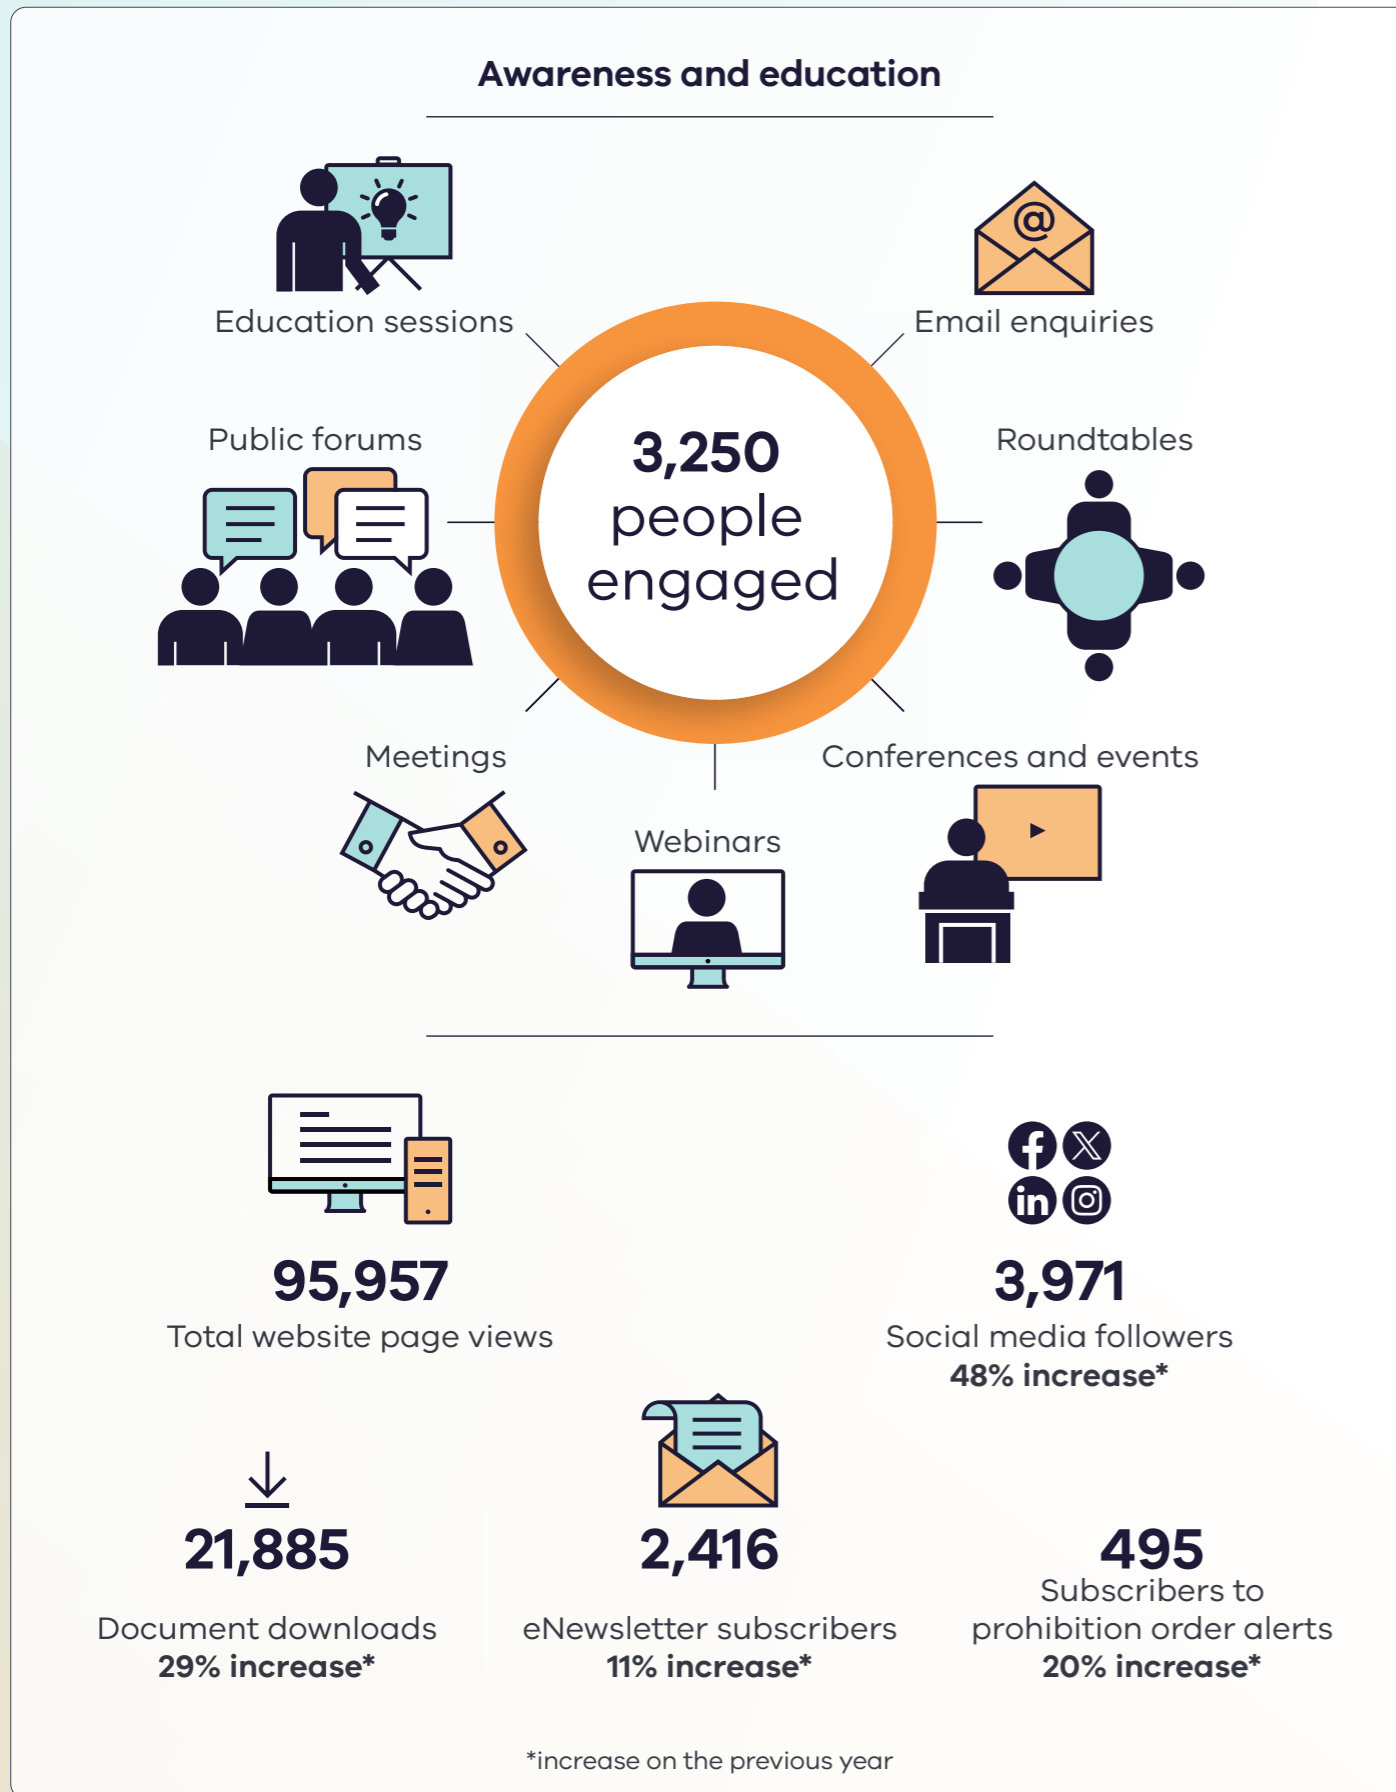 Awareness and education
Education sessions
Email enquiries
Public forums
Roundtables
3,250
people
engaged
Meetings
Conferences and events
Webinars
95,957
Total website page views
3,971
Social media followers
48% increase*
21,885
Document downloads
29% increase*
2,416
eNewsletter subscribers
11% increase*
495
Subscribers to
prohibition order alerts
20% increase*
*increase on the previous year